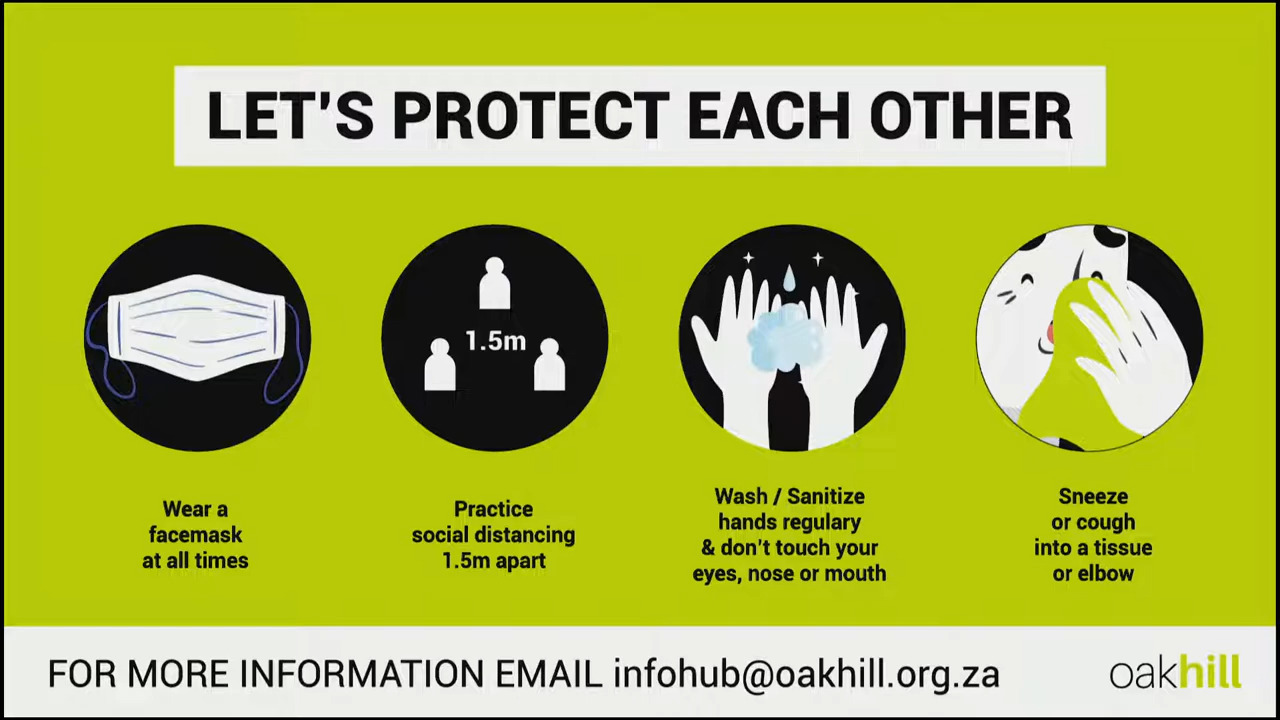 LET'S PROTECT EACH OTHER
1.5m
Wear a
facemask
at all times
Practice
social distancing
1.5m apart
Wash / Sanitize
hands regulary
& don't touch your
eyes, nose or mouth
Sneeze
or cough
into a tissue
or elbow
FOR MORE INFORMATION EMAIL infohub@oakhill.org.za
oakhill